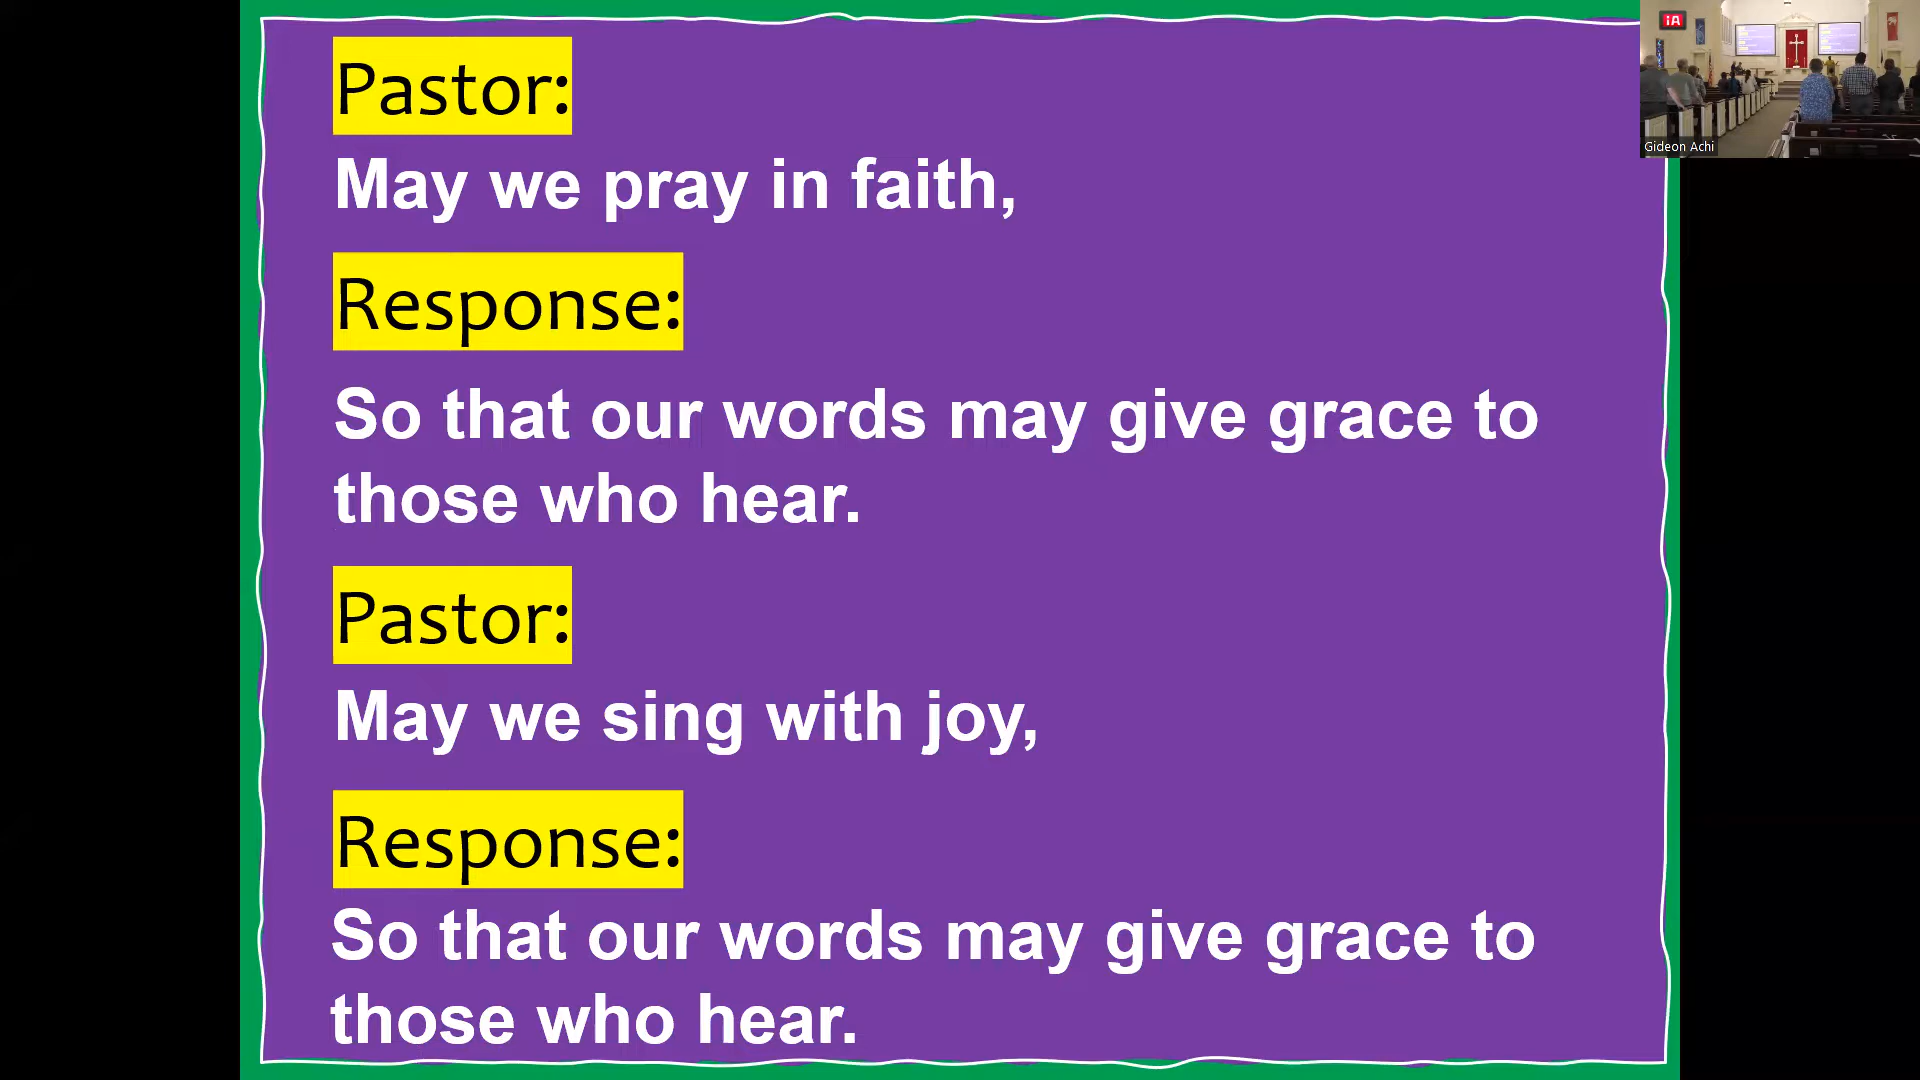 Pastor:
May we pray in faith,
Response:
So that our words may give grace to
those who hear.
Pastor:
May we sing with joy,
Response:
So that our words may give grace to
those who hear.
iA
Gideon Achi